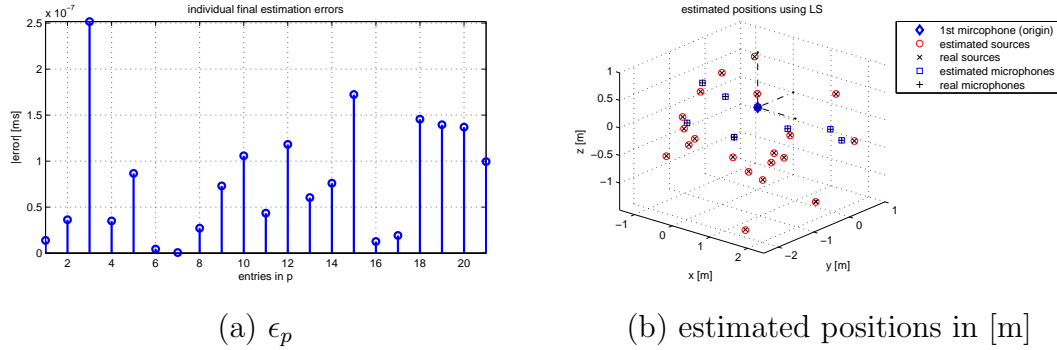 individual final estimation errors
x 10⁻⁷
2.5
2
1.5
1
0.5
0
|error| [ms]
2 4 6 8 10 12 14 16 18 20
entries in p
(a) ϵp
estimated positions using LS
1st mircophone (origin)
estimated sources
real sources
estimated microphones
real microphones
1
0.5
0
−0.5
−1
z [m]
−1 0 1 2
x [m]
−2 −1 0 1
y [m]
(b) estimated positions in [m]